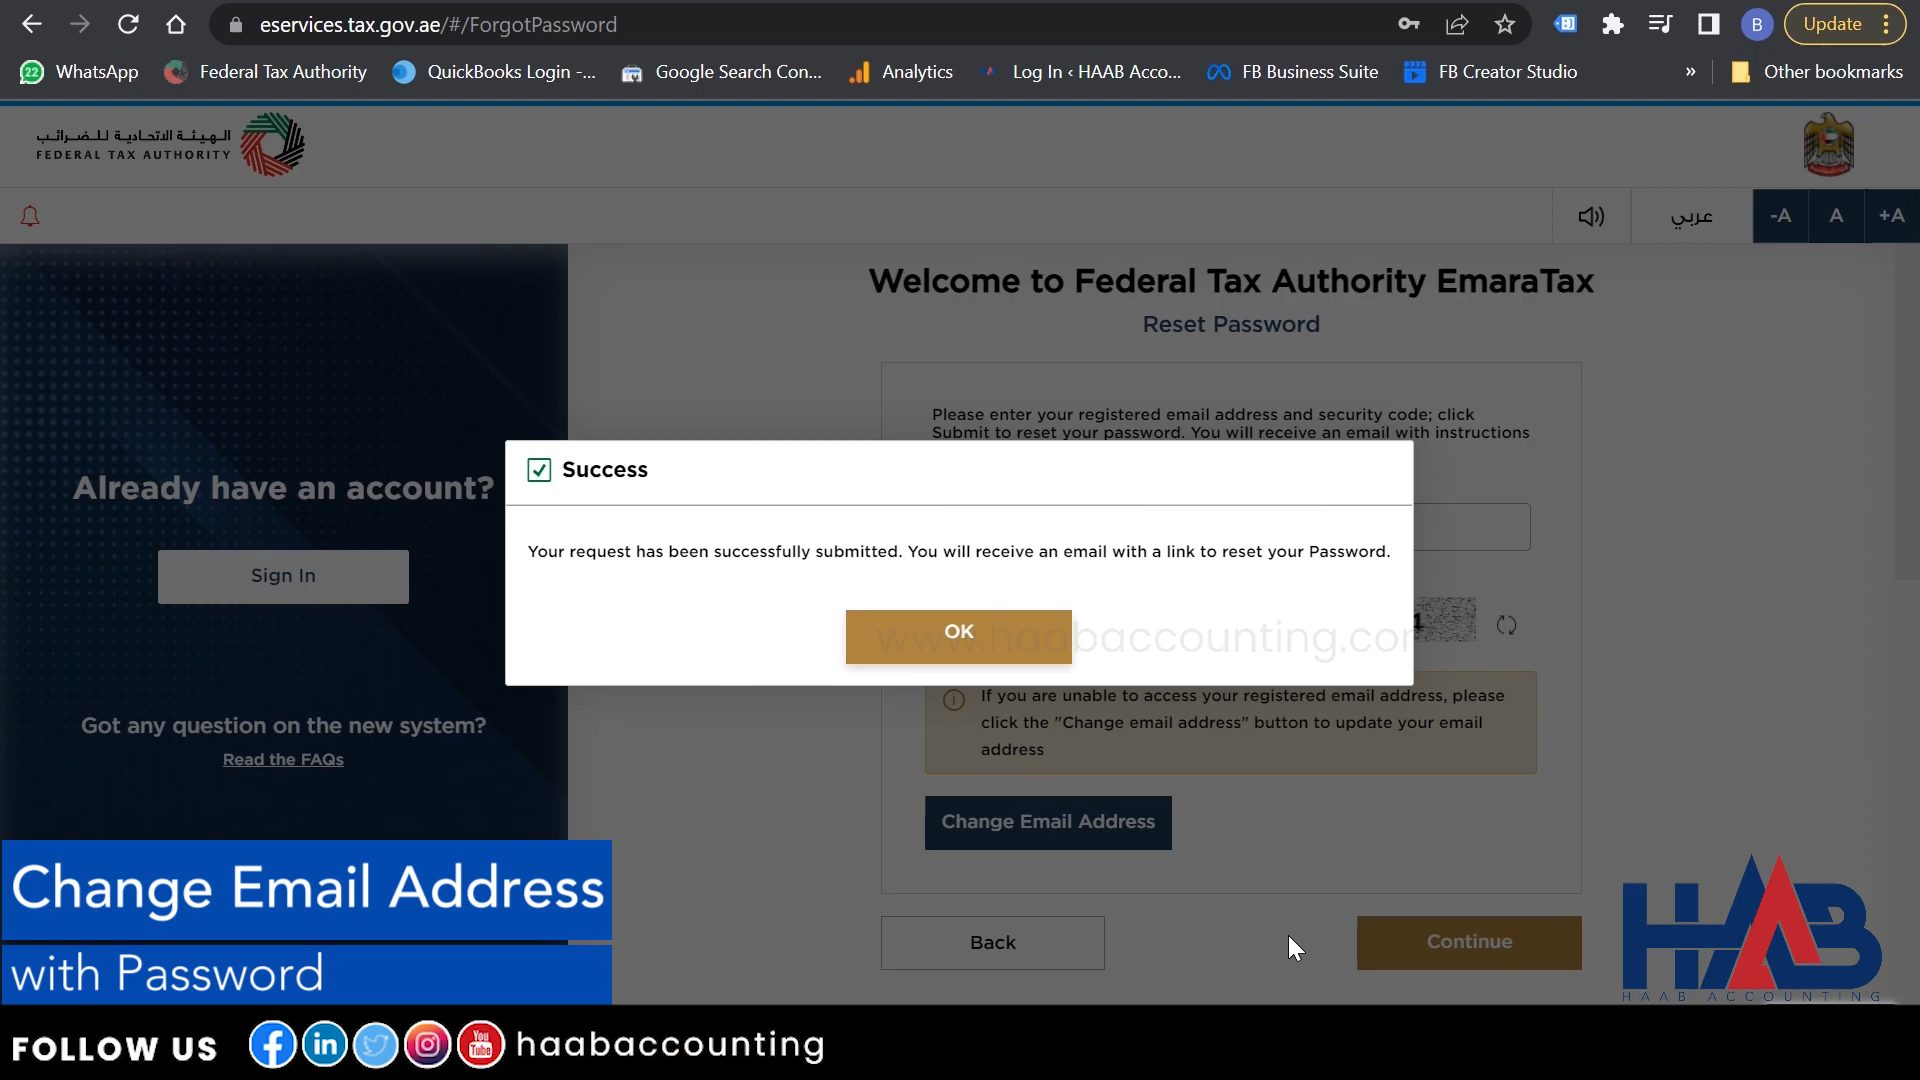 eservices.tax.gov.ae/#/ForgotPassword
B
Update
22
WhatsApp
Federal Tax Authority
QuickBooks Login -...
Google Search Con...
Analytics
Log In ‹ HAAB Acco...
FB Business Suite
FB Creator Studio
»
Other bookmarks
الهيئة الاتحادية للضرائب
FEDERAL TAX AUTHORITY
عربي
-A
A
+A
Welcome to Federal Tax Authority EmaraTax
Reset Password
Please enter your registered email address and security code; click
Submit to reset your password. You will receive an email with instructions
Already have an account?
Sign In
Got any question on the new system?
Read the FAQs
Success
Your request has been successfully submitted. You will receive an email with a link to reset your Password.
OK
www.haabaccounting.com
If you are unable to access your registered email address, please
click the "Change email address" button to update your email
address
Change Email Address
Back
Continue
Change Email Address
with Password
HAAB
HAAB ACCOUNTING
FOLLOW US
in
You
Tube
haabaccounting